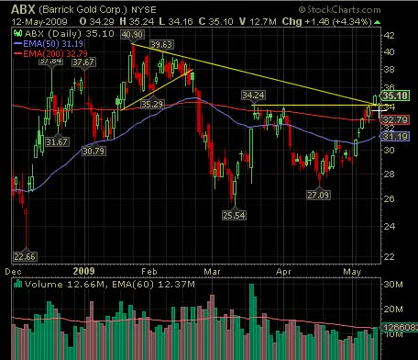 ABX (Barrick Gold Corp.) NYSE © StockCharts.com
12-May-2009 O 34.29 H 35.24 L 34.16 C 35.10 V 12.7M Chg +1.46 (+4.34%)
ABX (Daily) 35.10
EMA(50) 31.19
EMA(200) 32.79
40.90
39.63
37.84
37.67
35.29
34.24
31.67
30.79
27.09
25.54
22.66
42
40
38
36
35.10
34
32.79
31.19
30
28
26
24
22
Dec 2009 Feb Mar Apr May
Volume 12.66M, EMA(60) 12.37M
30M
25M
20M
15M
1266082
10M
5M